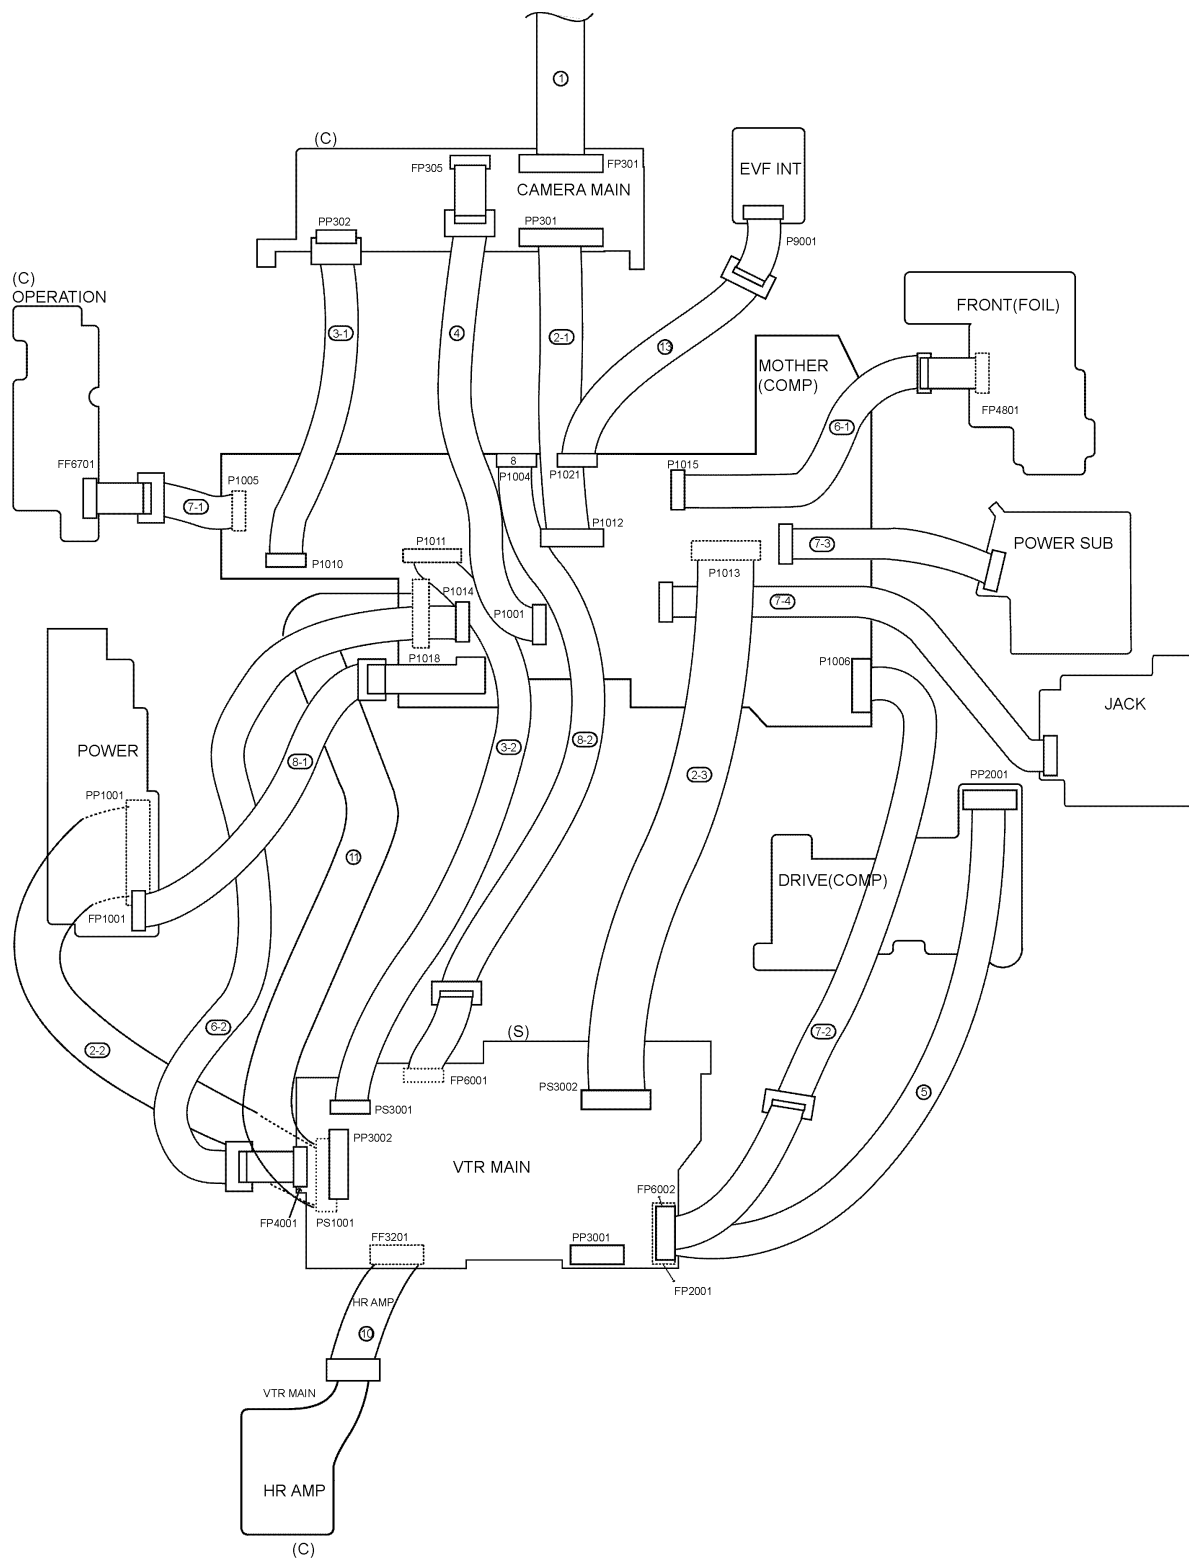 1
(C)
FP305
FP301
EVF INT
CAMERA MAIN
PP302
PP301
P9001
(C)
OPERATION
FRONT(FOIL)
3-1
4
2-1
13
MOTHER
(COMP)
FP4801
6-1
FF6701
8
P1015
P1005
P1004
P1021
7-1
P1012
P1011
7-3
POWER SUB
P1010
P1013
P1014
7-4
P1001
P1018
P1006
JACK
POWER
8-1
3-2
8-2
2-3
PP2001
PP1001
11
DRIVE(COMP)
FP1001
6-2
(S)
7-2
2-2
FP6001
PS3002
5
PS3001
PP3002
VTR MAIN
FP6002
FP4001
PS1001
FF3201
PP3001
FP2001
HR AMP
10
VTR MAIN
HR AMP
(C)